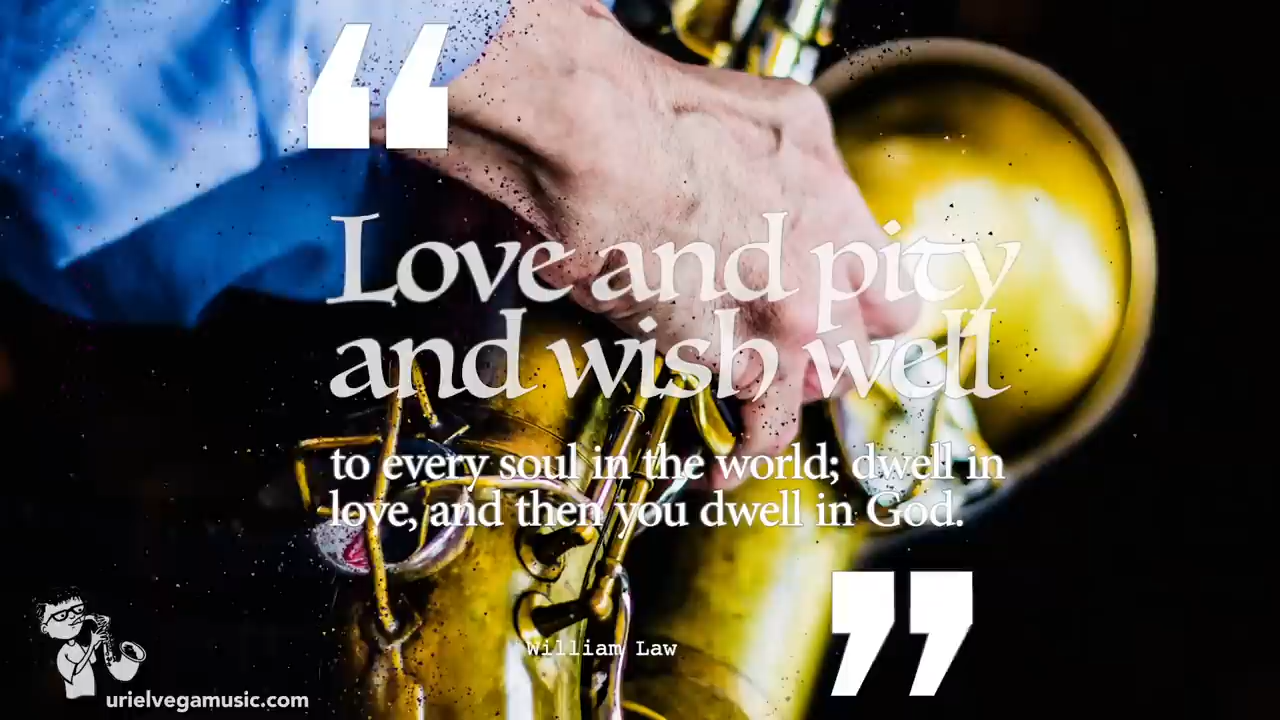 “
Love and pity
and wish well
to every soul in the world; dwell in
love, and then you dwell in God.
”
William Law
urielvegamusic.com